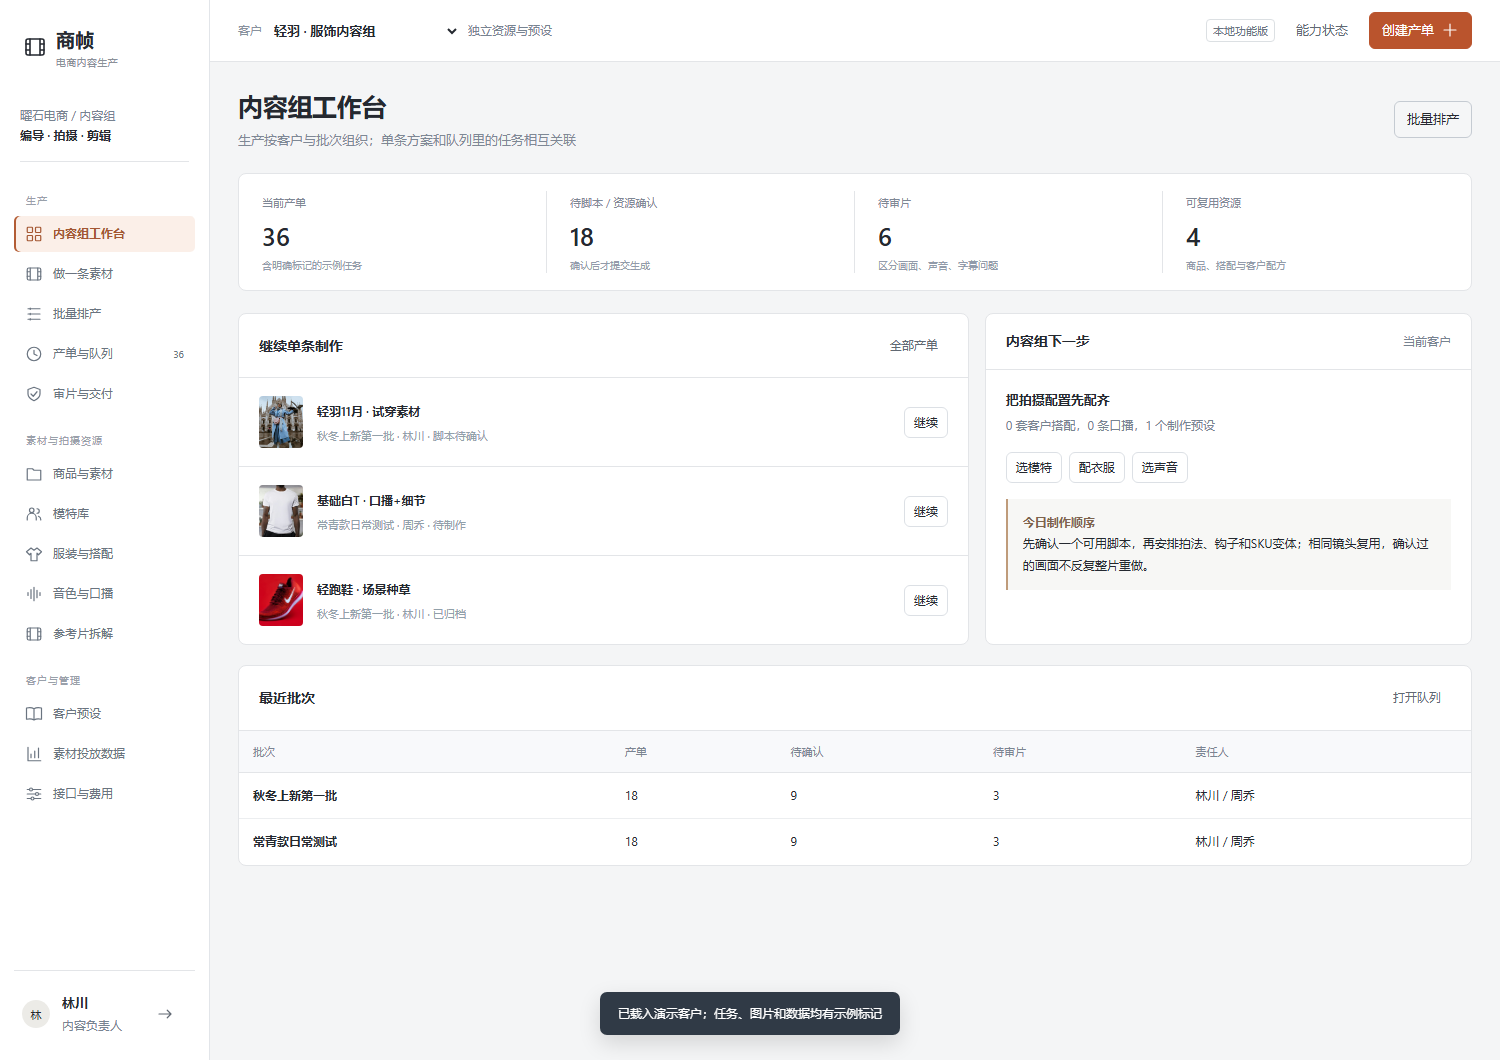 商帧
电商内容生产
曜石电商 / 内容组
编导 · 拍摄 · 剪辑
生产
内容组工作台
做一条素材
批量排产
产单与队列 36
审片与交付
素材与拍摄资源
商品与素材
模特库
服装与搭配
音色与口播
参考片拆解
客户与管理
客户预设
素材投放数据
接口与费用
林
林川
内容负责人
客户 轻羽 · 服饰内容组 独立资源与预设
本地功能版 能力状态 创建产单
内容组工作台
生产按客户与批次组织；单条方案和队列里的任务相互关联
批量排产
当前产单
36
含明确标记的示例任务
待脚本 / 资源确认
18
确认后才提交生成
待审片
6
区分画面、声音、字幕问题
可复用资源
4
商品、搭配与客户配方
继续单条制作 全部产单
轻羽11月 · 试穿素材
秋冬上新第一批 · 林川 · 脚本待确认
继续
基础白T · 口播+细节
常青款日常测试 · 周乔 · 待制作
继续
轻跑鞋 · 场景种草
秋冬上新第一批 · 林川 · 已归档
继续
内容组下一步 当前客户
把拍摄配置先配齐
0 套客户搭配，0 条口播，1 个制作预设
选模特 配衣服 选声音
今日制作顺序
先确认一个可用脚本，再安排拍法、钩子和SKU变体；相同镜头复用，确认过
的画面不反复整片重做。
最近批次 打开队列
批次 产单 待确认 待审片 责任人
秋冬上新第一批 18 9 3 林川 / 周乔
常青款日常测试 18 9 3 林川 / 周乔
已载入演示客户；任务、图片和数据均有示例标记